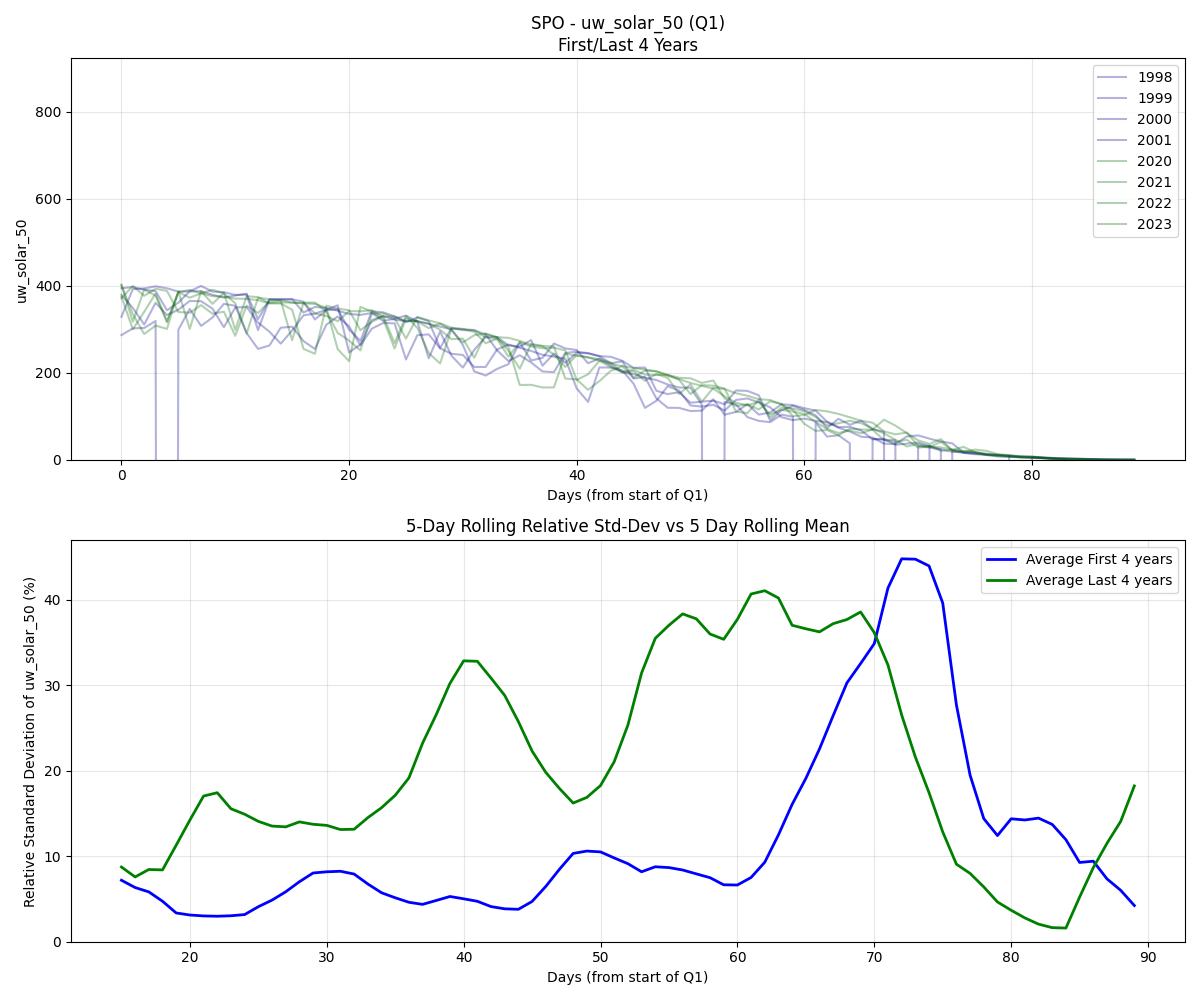 SPO - uw_solar_50 (Q1)
First/Last 4 Years
uw_solar_50
800
600
400
200
0
0 20 40 60 80
Days (from start of Q1)
1998
1999
2000
2001
2020
2021
2022
2023
5-Day Rolling Relative Std-Dev vs 5 Day Rolling Mean
Relative Standard Deviation of uw_solar_50 (%)
40
30
20
10
0
20 30 40 50 60 70 80 90
Days (from start of Q1)
Average First 4 years
Average Last 4 years